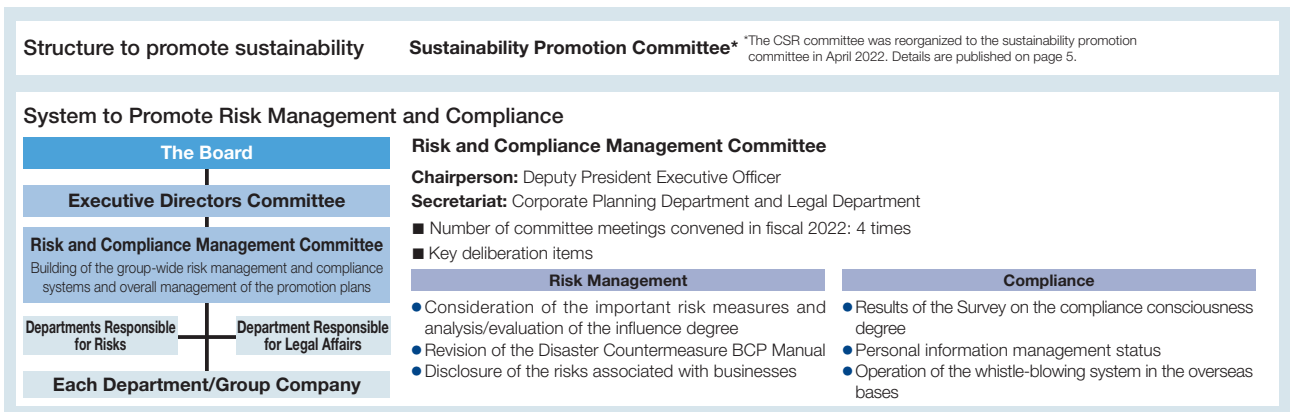 Structure to promote sustainability
Sustainability Promotion Committee*
*The CSR committee was reorganized to the sustainability promotion
committee in April 2022. Details are published on page 5.
System to Promote Risk Management and Compliance
The Board
Executive Directors Committee
Risk and Compliance Management Committee
Building of the group-wide risk management and compliance
systems and overall management of the promotion plans
Departments Responsible
for Risks
Department Responsible
for Legal Affairs
Each Department/Group Company
Risk and Compliance Management Committee
Chairperson: Deputy President Executive Officer
Secretariat: Corporate Planning Department and Legal Department
■ Number of committee meetings convened in fiscal 2022: 4 times
■ Key deliberation items
Risk Management
● Consideration of the important risk measures and
analysis/evaluation of the influence degree
● Revision of the Disaster Countermeasure BCP Manual
● Disclosure of the risks associated with businesses
Compliance
● Results of the Survey on the compliance consciousness
degree
● Personal information management status
● Operation of the whistle-blowing system in the overseas
bases